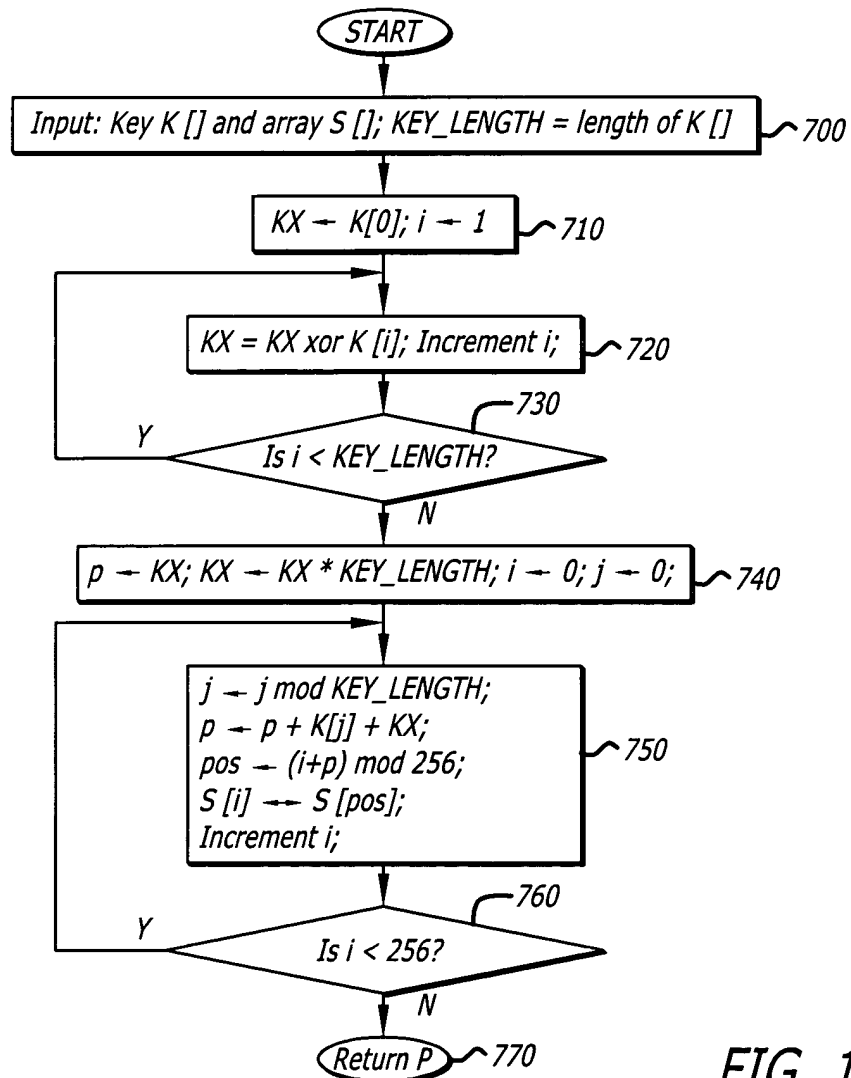 START
Input: Key K [] and array S []; KEY_LENGTH = length of K []
700
KX ← K[0]; i ← 1
710
KX = KX xor K [i]; Increment i;
720
730
Y
Is i < KEY_LENGTH?
N
p ← KX; KX ← KX * KEY_LENGTH; i ← 0; j ← 0;
740
j ← j mod KEY_LENGTH;
p ← p + K[j] + KX;
pos ← (i+p) mod 256;
750
S [i] ↔ S [pos];
Increment i;
760
Y
Is i < 256?
N
Return P
770
FIG. 1